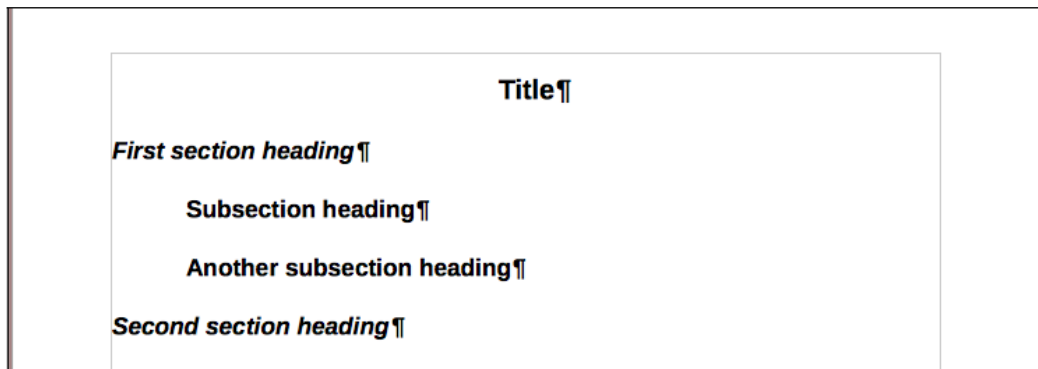 Title¶
First section heading¶
Subsection heading¶
Another subsection heading¶
Second section heading¶